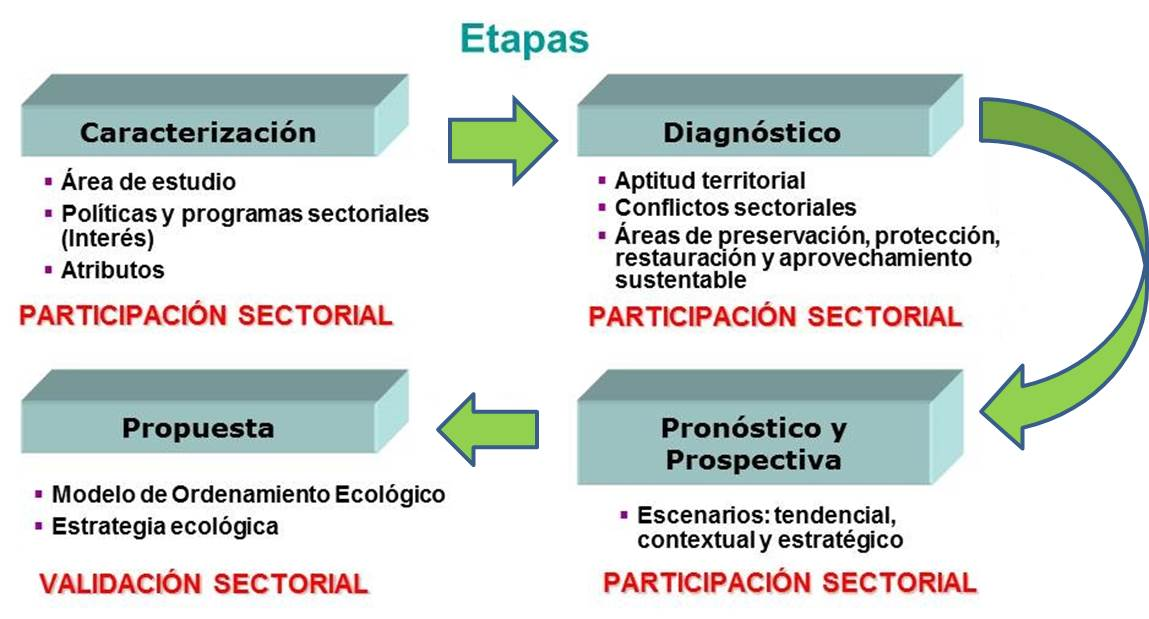 Etapas
Caracterización
▪ Área de estudio
▪ Políticas y programas sectoriales
(Interés)
▪ Atributos
PARTICIPACIÓN SECTORIAL
Diagnóstico
▪ Aptitud territorial
▪ Conflictos sectoriales
▪ Áreas de preservación, protección,
restauración y aprovechamiento
sustentable
PARTICIPACIÓN SECTORIAL
Pronóstico y
Prospectiva
▪ Escenarios: tendencial,
contextual y estratégico
PARTICIPACIÓN SECTORIAL
Propuesta
▪ Modelo de Ordenamiento Ecológico
▪ Estrategia ecológica
VALIDACIÓN SECTORIAL